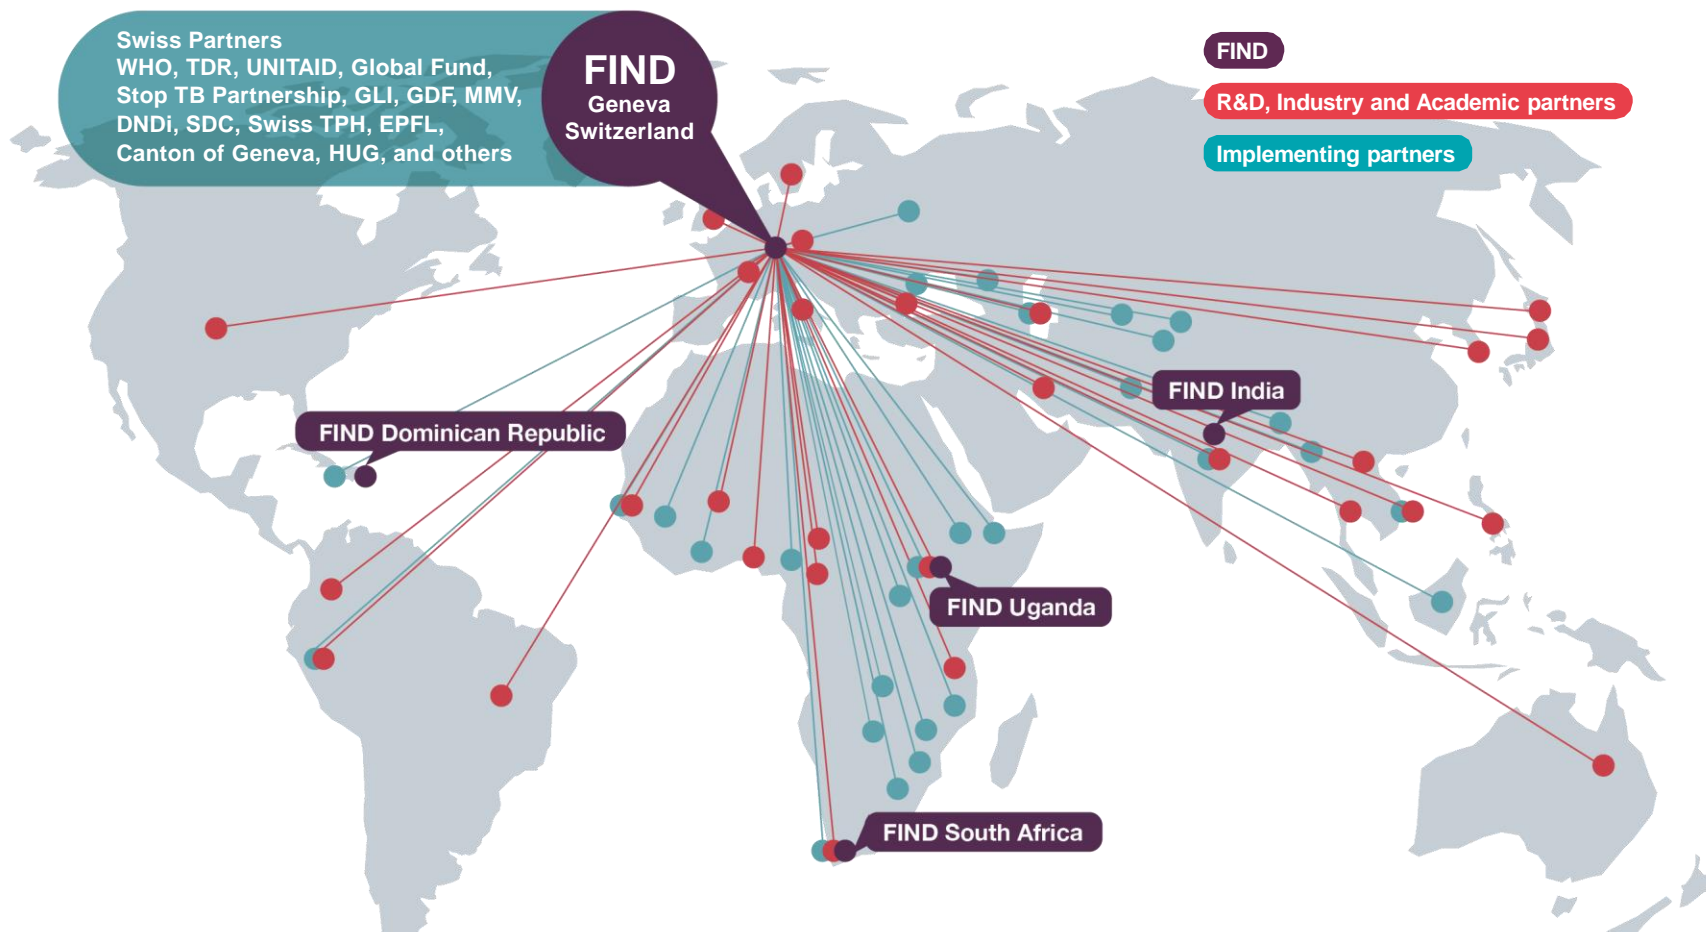 Swiss Partners
WHO, TDR, UNITAID, Global Fund,
Stop TB Partnership, GLI, GDF, MMV,
DNDi, SDC, Swiss TPH, EPFL,
Canton of Geneva, HUG, and others
FIND
Geneva
Switzerland
FIND
R&D, Industry and Academic partners
Implementing partners
FIND India
FIND Dominican Republic
FIND Uganda
FIND South Africa